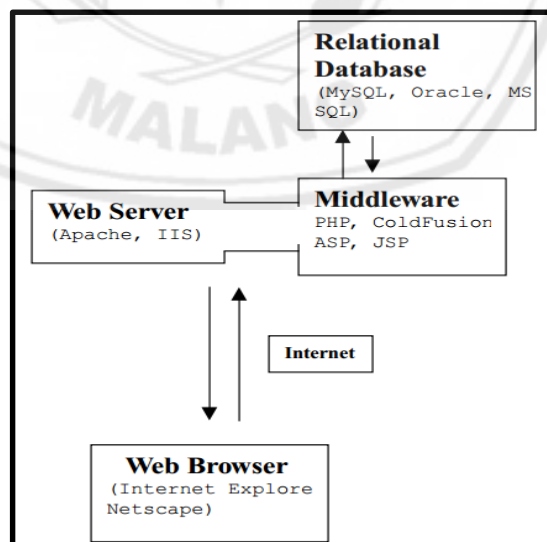 Relational
Database
(MySQL, Oracle, MS
SQL)
MALANG
Web Server
(Apache, IIS)
Middleware
PHP, ColdFusion
ASP, JSP
Internet
Web Browser
(Internet Explore
Netscape)